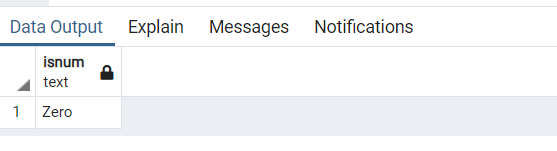 Data Output Explain Messages Notifications
isnum
text
1 Zero